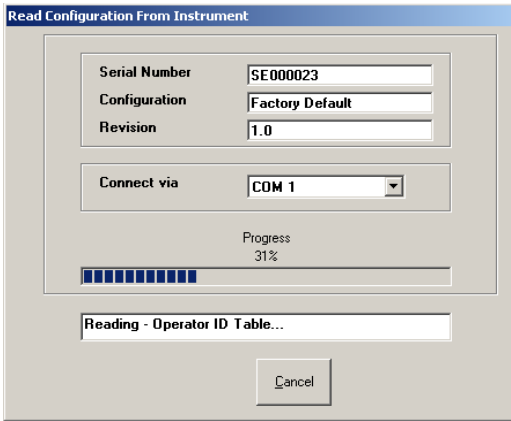 Read Configuration From Instrument
Serial Number SE000023
Configuration Factory Default
Revision 1.0
Connect via COM 1
Progress
31%
Reading - Operator ID Table...
Cancel